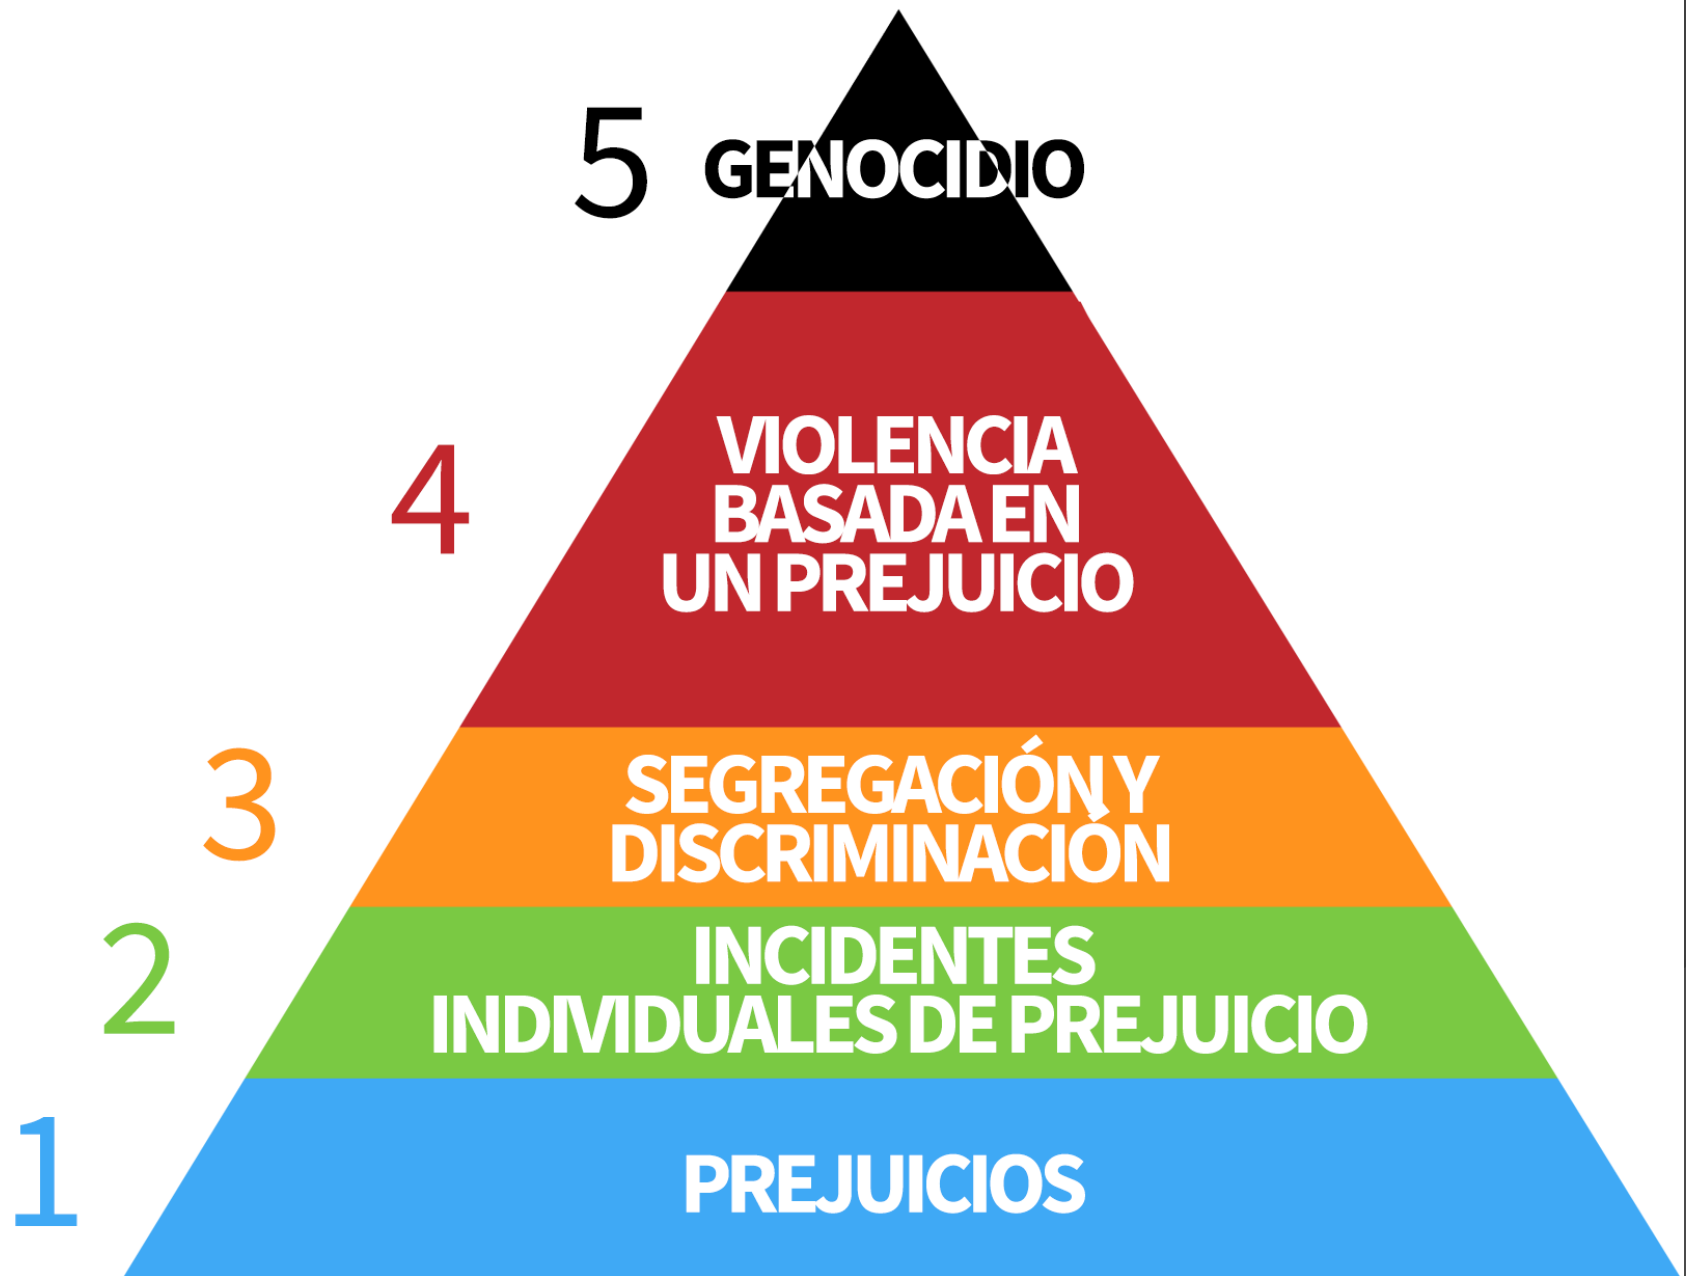 5 GENOCIDIO
4
VIOLENCIA
BASADA EN
UN PREJUICIO
3
SEGREGACIÓN Y
DISCRIMINACIÓN
2
INCIDENTES
INDIVIDUALES DE PREJUICIO
1
PREJUICIOS